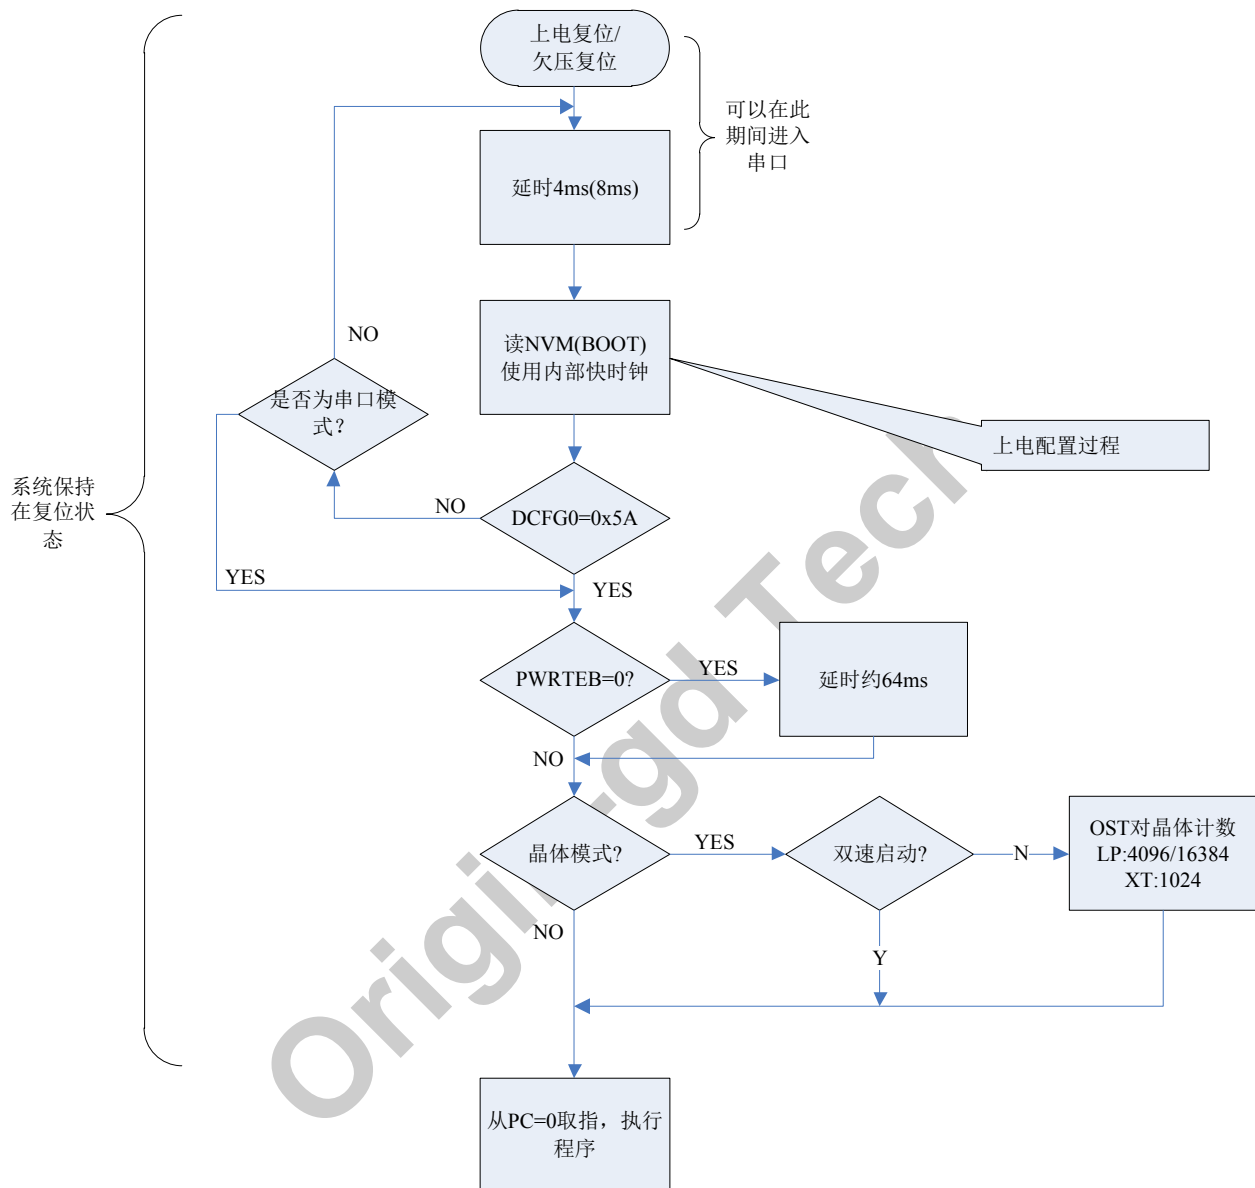 上电复位/
欠压复位
可以在此
期间进入
串口
延时4ms(8ms)
NO
读NVM(BOOT)
使用内部快时钟
是否为串口模
式?
上电配置过程
系统保持
在复位状
态
NO
DCFG0=0x5A
YES
YES
PWRTEB=0?
YES
延时约64ms
NO
晶体模式?
YES
双速启动?
N
OST对晶体计数
LP:4096/16384
XT:1024
NO
Y
从PC=0取指，执行
程序